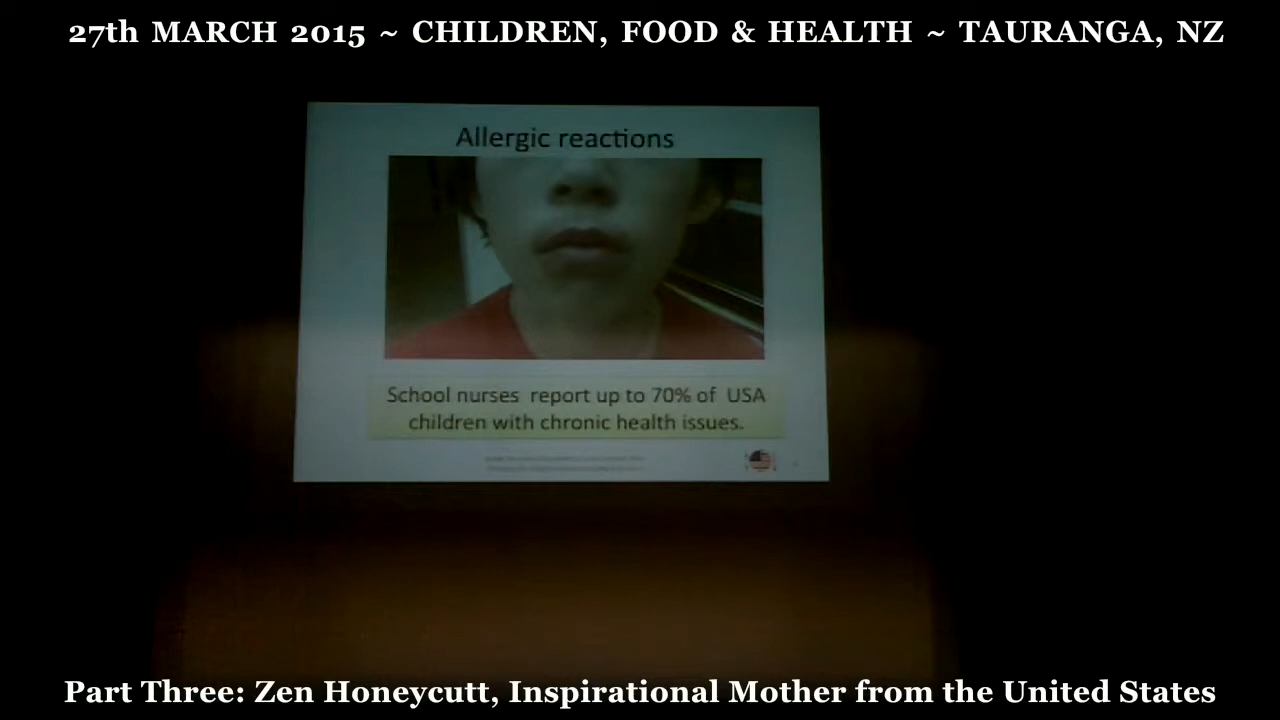 27th MARCH 2015 ~ CHILDREN, FOOD & HEALTH ~ TAURANGA, NZ
Allergic reactions
School nurses report up to 70% of USA
children with chronic health issues.
Part Three: Zen Honeycutt, Inspirational Mother from the United States